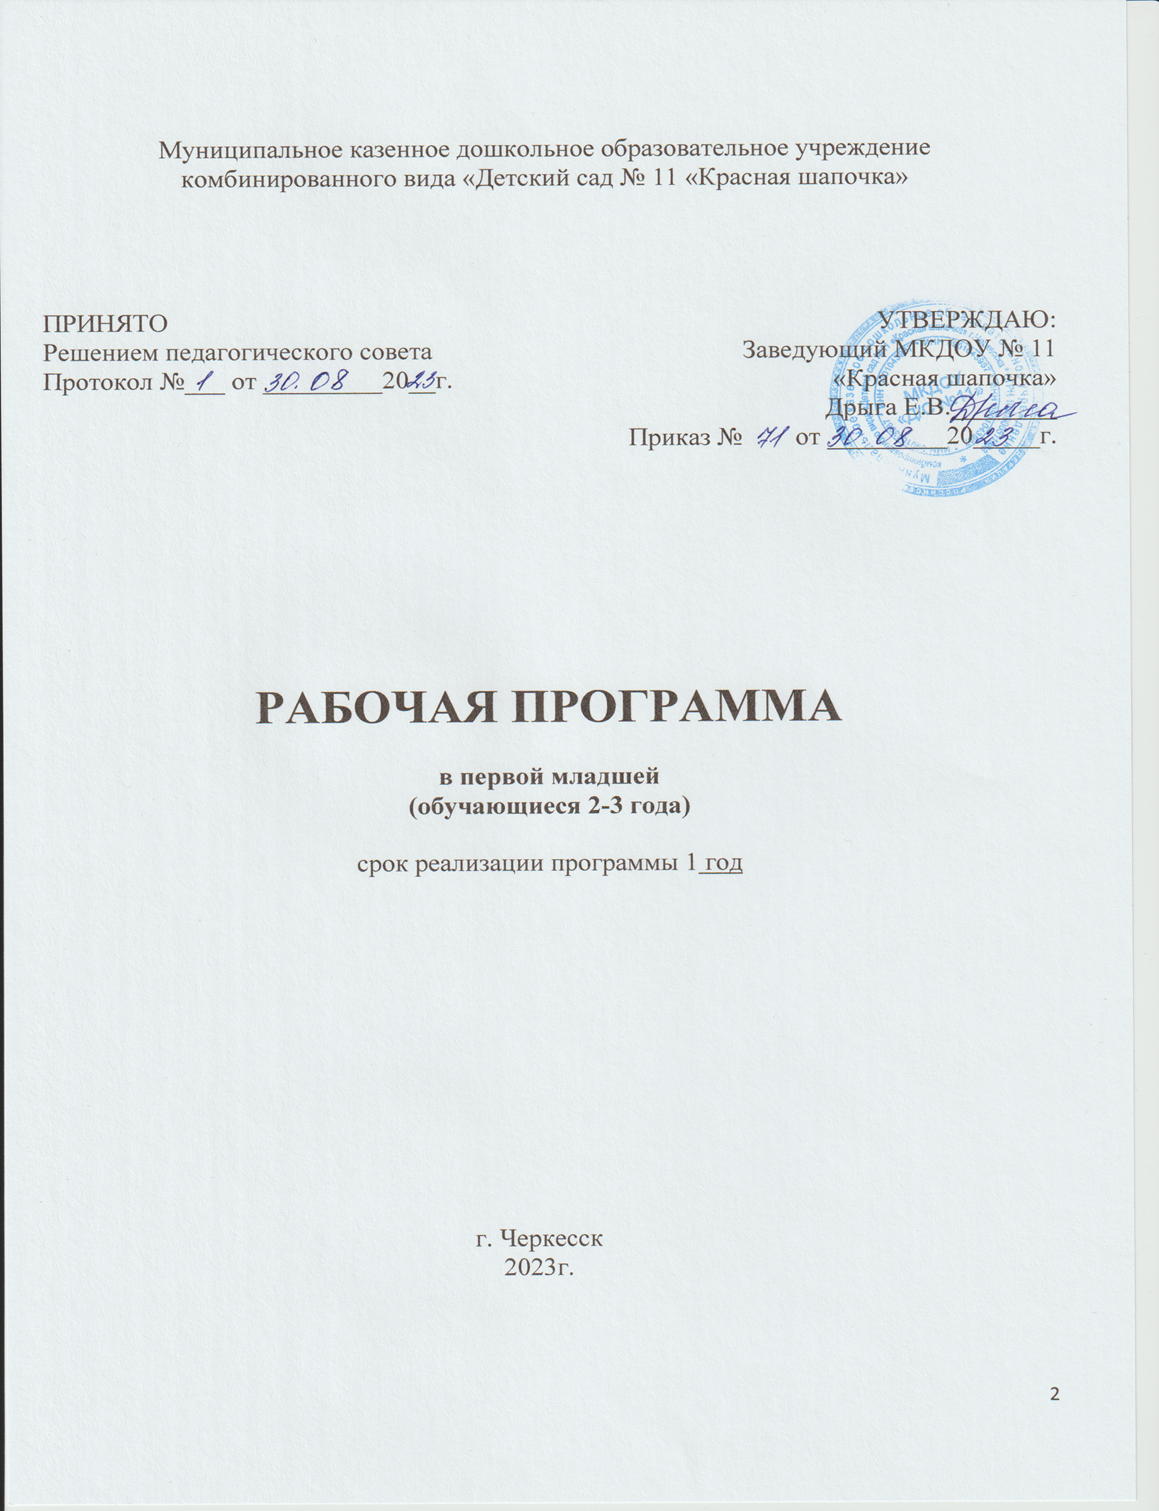 Муниципальное казенное дошкольное образовательное учреждение
комбинированного вида «Детский сад № 11 «Красная шапочка»
ПРИНЯТО
Решением педагогического совета
Протокол № 1 от 30.08 2023г.
УТВЕРЖДАЮ:
Заведующий МКДОУ № 11
«Красная шапочка»
Дрыга Е.В.
Приказ № 71 от 30 08 2023 г.
МКДОУ
РАБОЧАЯ ПРОГРАММА
в первой младшей
(обучающиеся 2-3 года)
срок реализации программы 1 год
г. Черкесск
2023г.
2